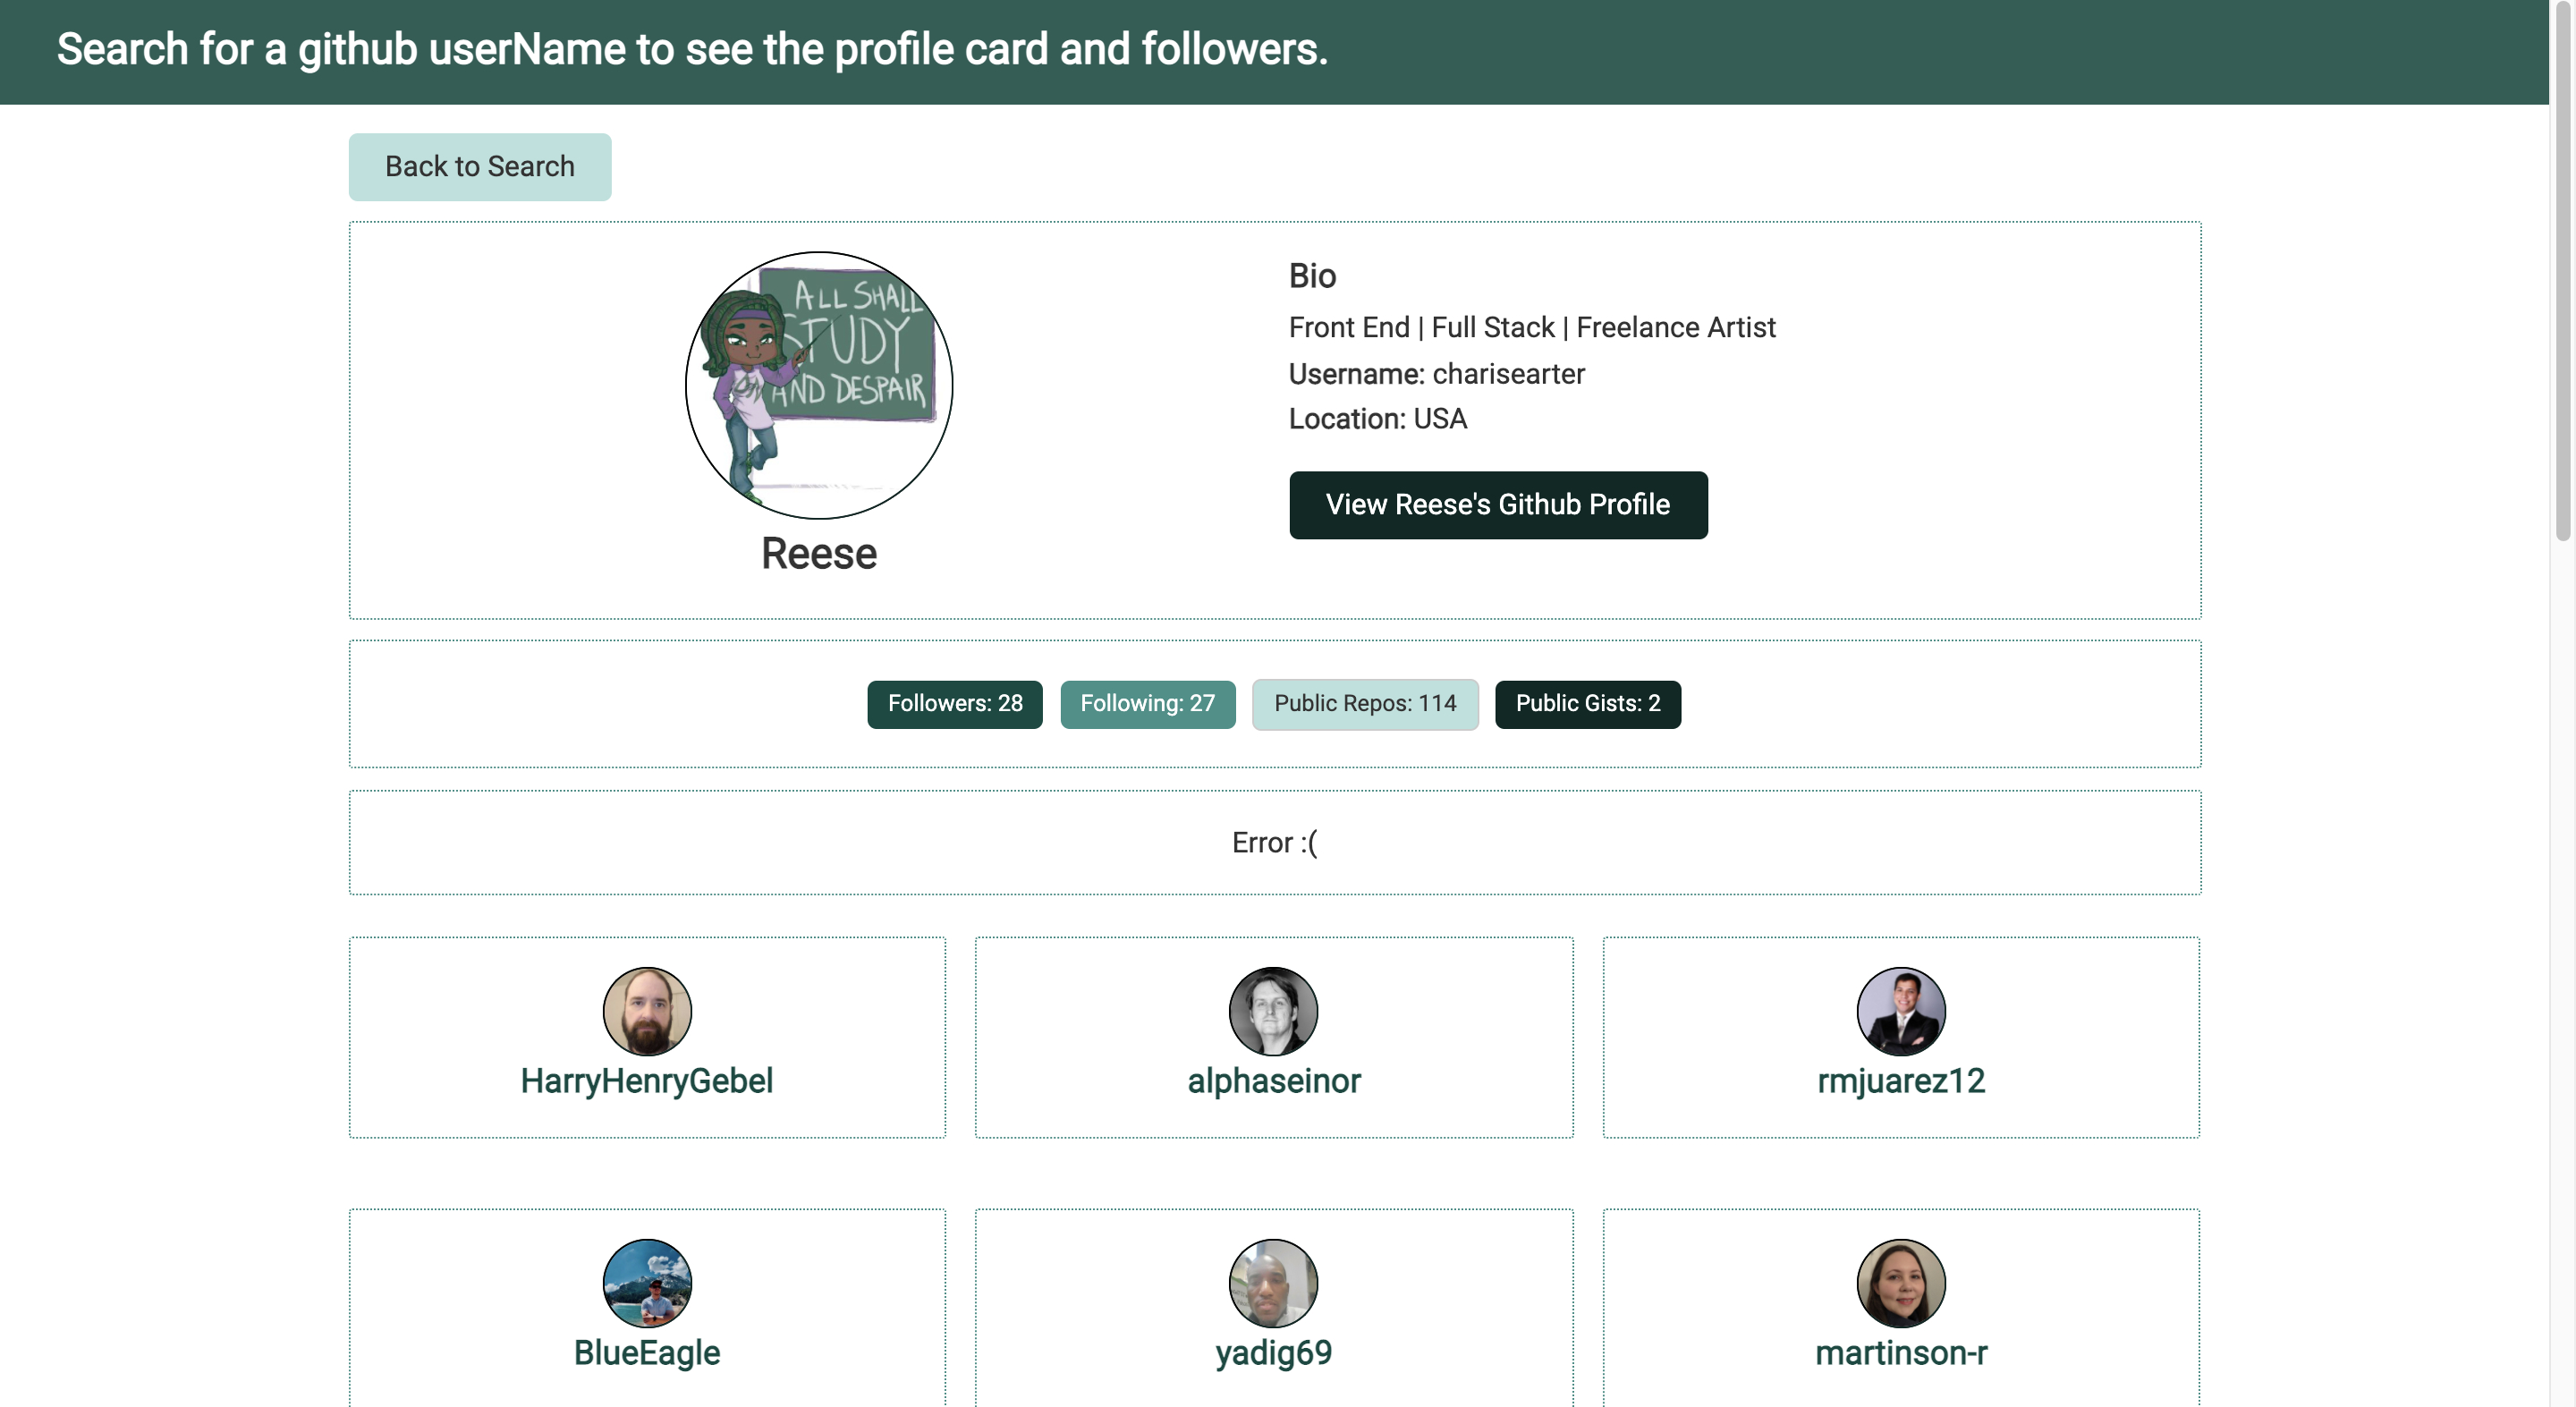 Search for a github userName to see the profile card and followers.
Back to Search
ALL SHALL
STUDY
AND DESPAIR
Reese
Bio
Front End | Full Stack | Freelance Artist
Username: charisearter
Location: USA
View Reese's Github Profile
Followers: 28
Following: 27
Public Repos: 114
Public Gists: 2
Error :(
HarryHenryGebel
alphaseinor
rmjuarez12
BlueEagle
yadig69
martinson-r